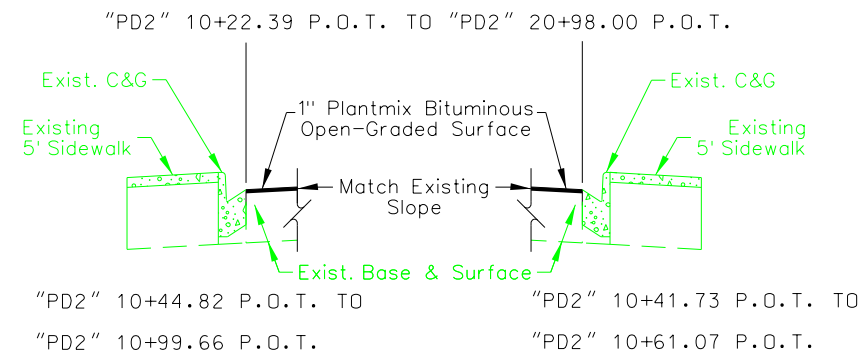 "PD2" 10+22.39 P.O.T. TO "PD2" 20+98.00 P.O.T.
Exist. C&G
Exist. C&G
1" Plantmix Bituminous
Open-Graded Surface
Existing
5' Sidewalk
Existing
5' Sidewalk
Match Existing
Slope
Exist. Base & Surface
"PD2" 10+44.82 P.O.T. TO
"PD2" 10+99.66 P.O.T.
"PD2" 10+41.73 P.O.T. TO
"PD2" 10+61.07 P.O.T.